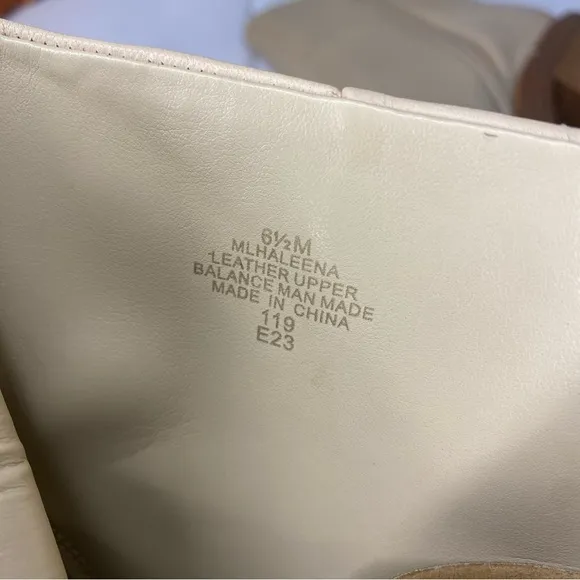 6½M
MLHALEENA
LEATHER UPPER
BALANCE MAN MADE
MADE IN CHINA
119
E23